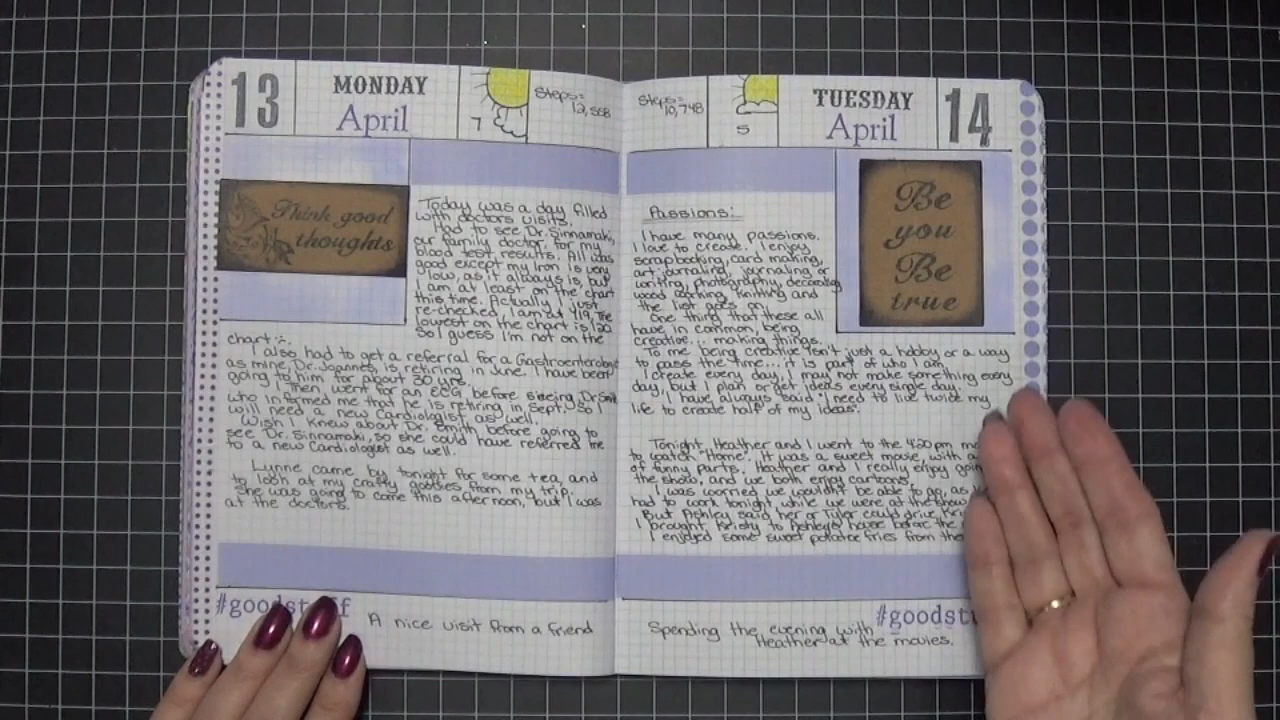 13
MONDAY
April
7
Steps=
12,568
Think good
thoughts
Today was a day filled
with doctors visits.
Had to see Dr. Sinnamaki,
our family doctor, for my
blood test results. All was
good except my Iron is very
low, as it always is, but
I am at least on the chart
this time. Actually I just
re-checked, I am at 119, the
lowest on the chart is 120
so I guess I'm not on the
chart
I also had to get a referral for a Gastroenterologist
as mine, Dr. Joannes, is retiring in June. I have been
going to him for about 30 yrs.
I then went for an ECG before seeing Dr. Smith
who informed me that he is retiring in Sept. So I
will need a new Cardiologist as well.
Wish I knew about Dr. Smith before going to
see Dr. Sinnamaki, so she could have referred me
to a new Cardiologist as well.
Lynne came by tonight for some tea, and
to look at my crafty goodies from my trip.
She was going to come this afternoon, but I was
at the doctors.
#goodstuff
A nice visit from a friend
Steps=
10,748
5
TUESDAY
April
14
Be
you
Be
true
Passions:
I have many passions.
I love to create. I enjoy
scrapbooking, card making,
art journaling, journaling or
writing, photography, decorating
wood working, knitting and
the list goes on.
One thing that these all
have in common, being
creative... making things.
To me being creative isn't just a hobby or a way
to pass the time... it is part of who I am.
I create every day, I may not make something every
day, but I plan or get ideas every single day.
I have always said "I need to live twice my
life to create half of my ideas".
Tonight, Heather and I went to the 4:20pm
to watch "Home". It was a sweet movie, with a
of funny parts. Heather and I really enjoy
the show, and we both enjoy cartoons.
I was worried we wouldn't be able to go, as
had to work tonight while we were at the show
But Ashley said her or Tyler could drive
I brought Kristy to Ashley's house before the
I enjoyed some sweet potatoe fries from the
#goodstu
Spending the evening with
Heather at the movies.